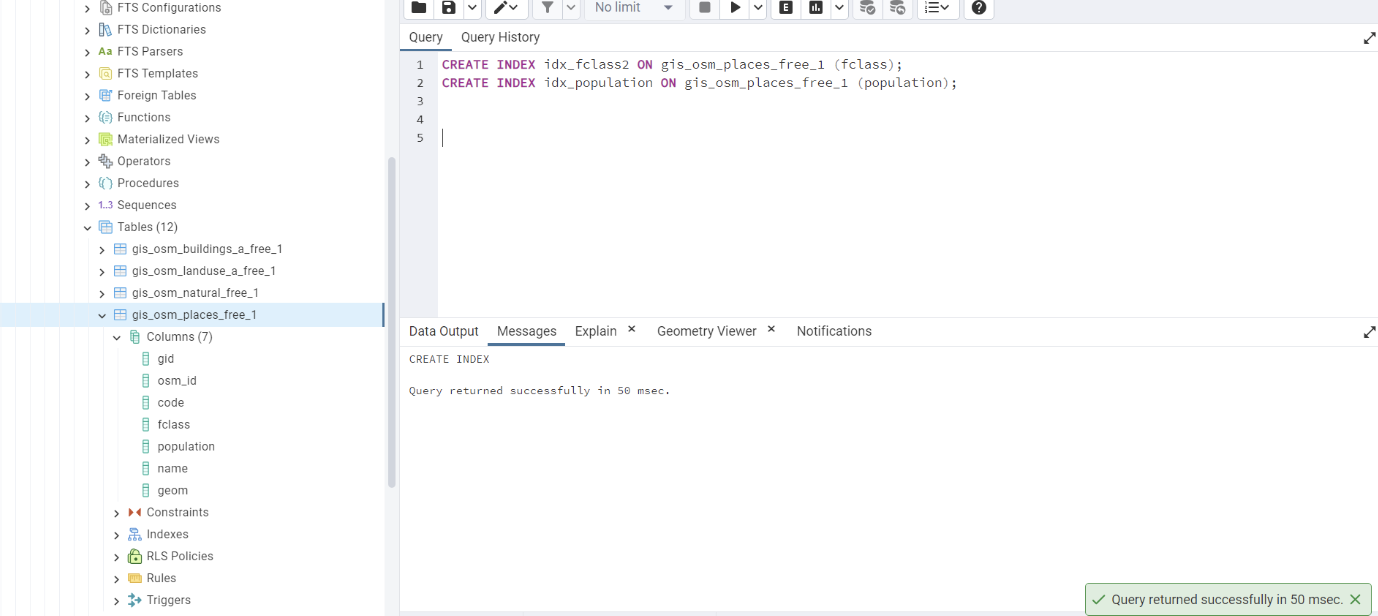 FTS Configurations
FTS Dictionaries
Aa FTS Parsers
FTS Templates
Foreign Tables
Functions
Materialized Views
Operators
Procedures
1..3 Sequences
Tables (12)
gis_osm_buildings_a_free_1
gis_osm_landuse_a_free_1
gis_osm_natural_free_1
gis_osm_places_free_1
Columns (7)
gid
osm_id
code
fclass
population
name
geom
Constraints
Indexes
RLS Policies
Rules
Triggers
No limit
E
Query Query History
1 CREATE INDEX idx_fclass2 ON gis_osm_places_free_1 (fclass);
2 CREATE INDEX idx_population ON gis_osm_places_free_1 (population);
3
4
5
Data Output Messages Explain Geometry Viewer Notifications
CREATE INDEX
Query returned successfully in 50 msec.
Query returned successfully in 50 msec.